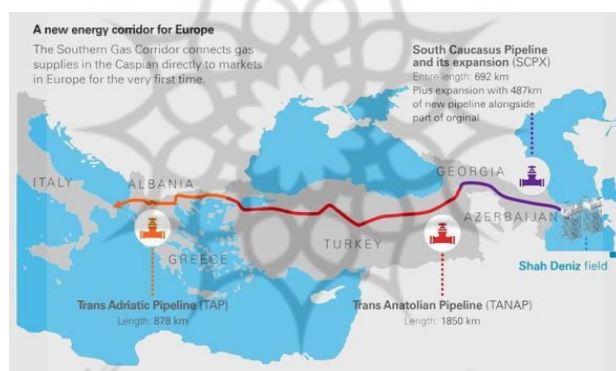 A new energy corridor for Europe
The Southern Gas Corridor connects gas
supplies in the Caspian directly to markets
in Europe for the very first time.
South Caucasus Pipeline
and its expansion (SCPX)
Entire length: 692 km
Plus expansion with 487km
of new pipeline alongside
part of orginal
ITALY
ALBANIA
GREECE
TURKEY
GEORGIA
AZERBAIJAN
Shah Deniz field
Trans Adriatic Pipeline (TAP)
Length: 878 km
Trans Anatolian Pipeline (TANAP)
Length: 1850 km